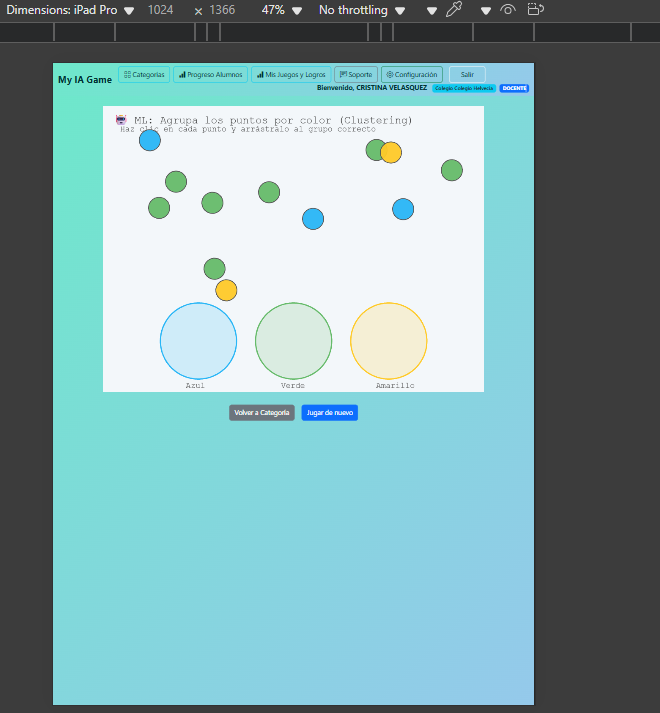 Dimensions: iPad Pro 1024 × 1366 47% No throttling
My IA Game Categorías Progreso Alumnos Mis Juegos y Logros Soporte Configuración Salir
Bienvenido, CRISTINA VELASQUEZ Colegio Colegio Helvecia DOCENTE
ML: Agrupa los puntos por color (Clustering)
Haz clic en cada punto y arrástralo al grupo correcto
Azul Verde Amarillo
Volver a Categoría Jugar de nuevo